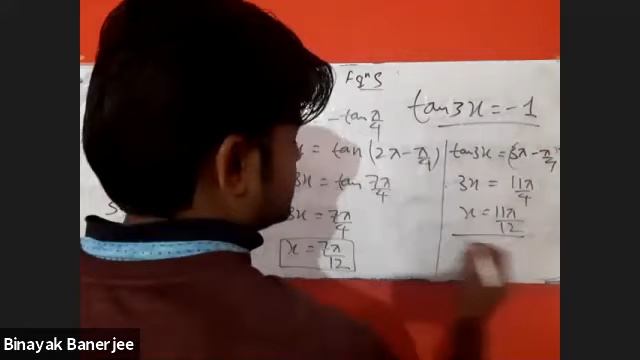 Eqⁿs
tan3x = -1
-tan π/4
x = tan (2π - π/4)
3x = tan 7π/4
3x = 7π/4
x = 7π/12
tan3x = (3π - π/4
3x = 11π/4
x = 11π/12
S
Binayak Banerjee